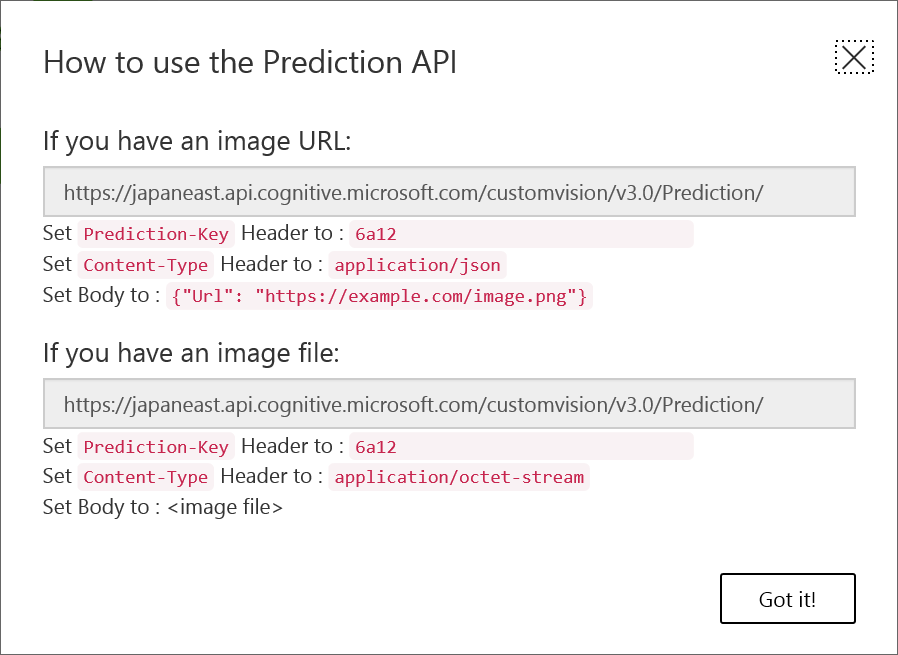 How to use the Prediction API
If you have an image URL:
https://japaneast.api.cognitive.microsoft.com/customvision/v3.0/Prediction/
Set Prediction-Key Header to : 6a12
Set Content-Type Header to : application/json
Set Body to : {"Url": "https://example.com/image.png"}
If you have an image file:
https://japaneast.api.cognitive.microsoft.com/customvision/v3.0/Prediction/
Set Prediction-Key Header to : 6a12
Set Content-Type Header to : application/octet-stream
Set Body to : <image file>
Got it!